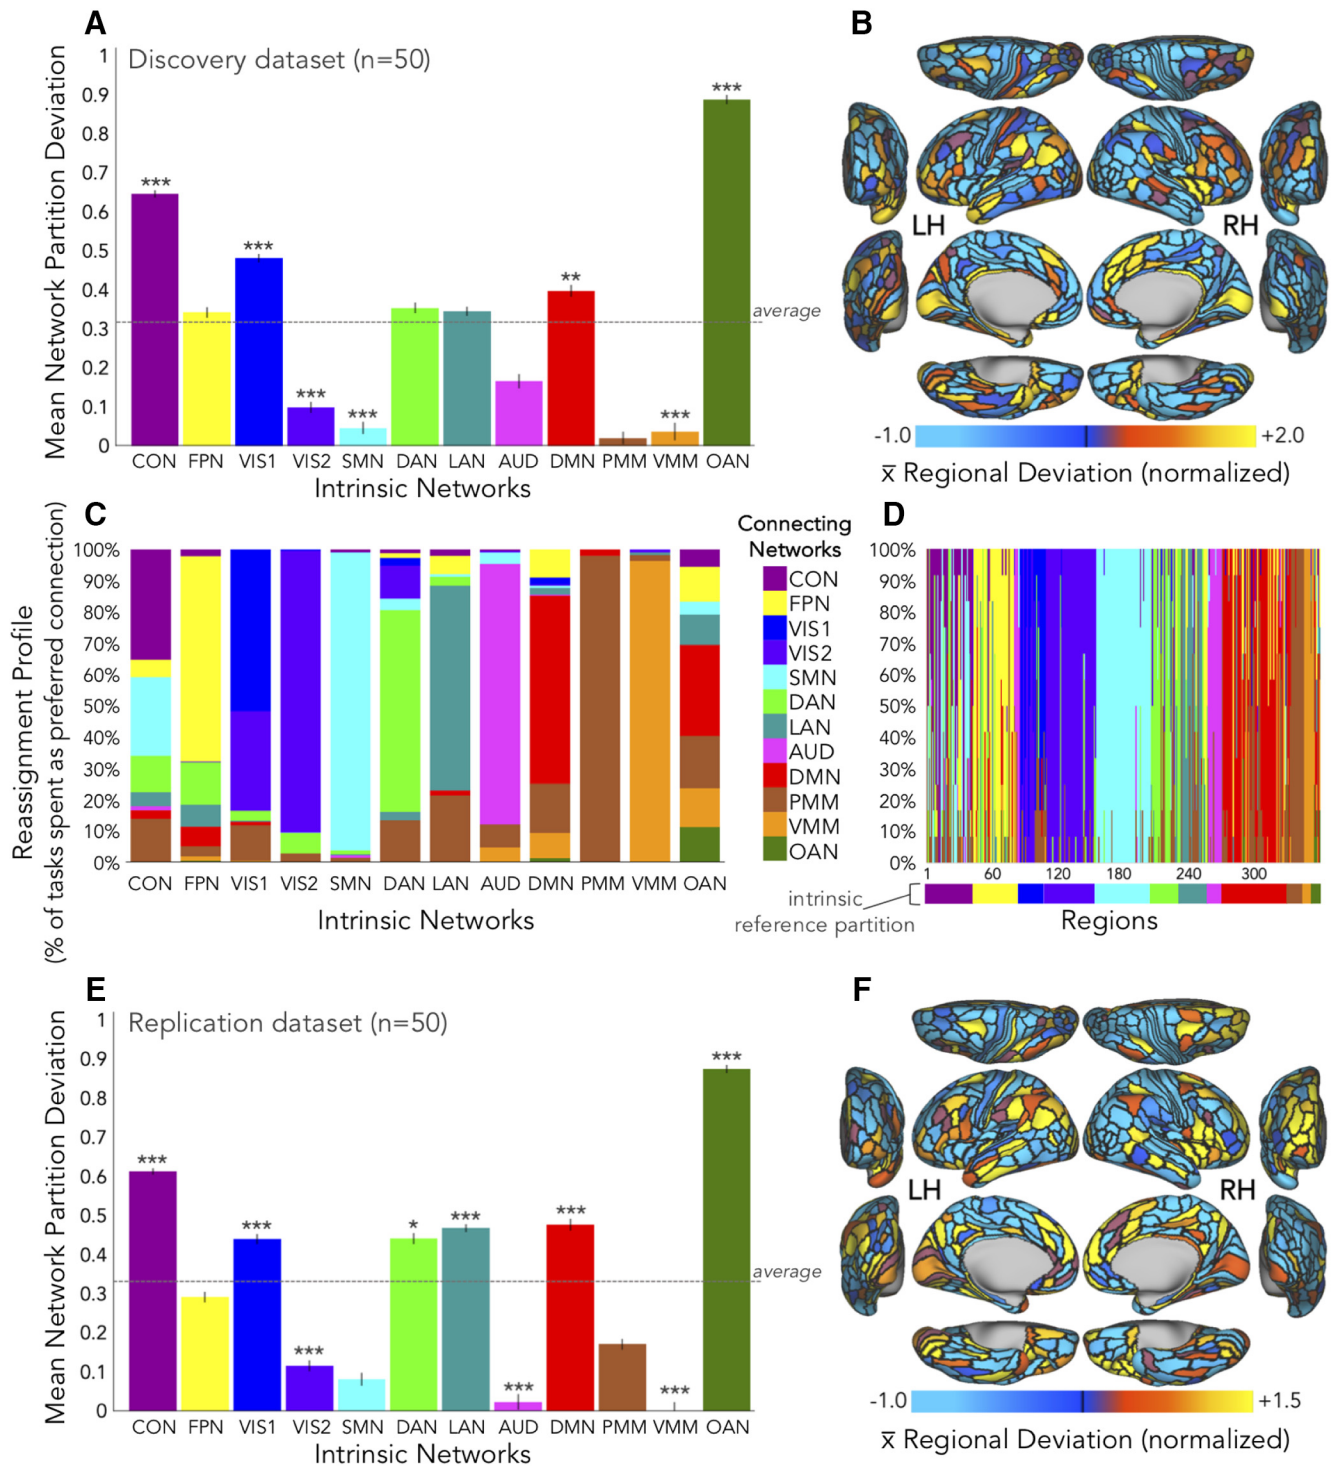 A
Discovery dataset (n=50)
Mean Network Partition Deviation
1
0.9
0.8
0.7
0.6
0.5
0.4
0.3
0.2
0.1
0
***
***
***
***
**
***
***
average
CON FPN VIS1 VIS2 SMN DAN LAN AUD DMN PMM VMM OAN
Intrinsic Networks
B
LH RH
-1.0 +2.0
x̅ Regional Deviation (normalized)
C
Reassignment Profile
(% of tasks spent as preferred connection)
100%
90%
80%
70%
60%
50%
40%
30%
20%
10%
0%
CON FPN VIS1 VIS2 SMN DAN LAN AUD DMN PMM VMM OAN
Intrinsic Networks
Connecting
Networks
CON
FPN
VIS1
VIS2
SMN
DAN
LAN
AUD
DMN
PMM
VMM
OAN
D
100%
90%
80%
70%
60%
50%
40%
30%
20%
10%
0%
1 60 120 180 240 300
intrinsic
reference partition
Regions
E
Replication dataset (n=50)
Mean Network Partition Deviation
1
0.9
0.8
0.7
0.6
0.5
0.4
0.3
0.2
0.1
0
***
***
***
*
***
***
***
***
***
average
CON FPN VIS1 VIS2 SMN DAN LAN AUD DMN PMM VMM OAN
Intrinsic Networks
F
LH RH
-1.0 +1.5
x̅ Regional Deviation (normalized)